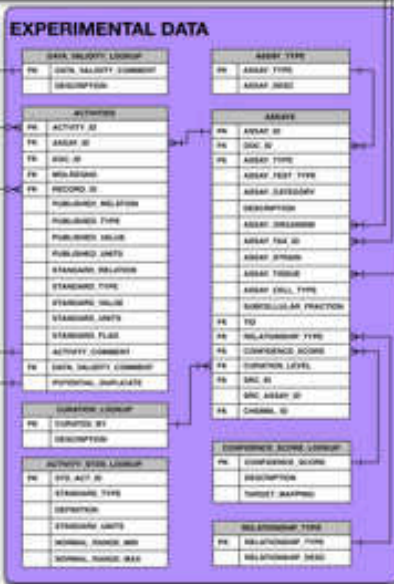 EXPERIMENTAL DATA
DATA_VALIDITY_LOOKUP
PK DATA_VALIDITY_COMMENT
DESCRIPTION
ACTIVITIES
PK ACTIVITY_ID
FK ASSAY_ID
FK DOC_ID
FK MOLREGNO
FK RECORD_ID
PUBLISHED_RELATION
PUBLISHED_TYPE
PUBLISHED_VALUE
PUBLISHED_UNITS
STANDARD_RELATION
STANDARD_TYPE
STANDARD_VALUE
STANDARD_UNITS
STANDARD_FLAG
ACTIVITY_COMMENT
FK DATA_VALIDITY_COMMENT
POTENTIAL_DUPLICATE
CURATION_LOOKUP
PK CURATED_BY
DESCRIPTION
ACTIVITY_STDS_LOOKUP
PK STD_ACT_ID
STANDARD_TYPE
DEFINITION
STANDARD_UNITS
NORMAL_RANGE_MIN
NORMAL_RANGE_MAX
ASSAY_TYPE
PK ASSAY_TYPE
ASSAY_DESC
ASSAYS
PK ASSAY_ID
FK DOC_ID
FK ASSAY_TYPE
ASSAY_TEST_TYPE
ASSAY_CATEGORY
DESCRIPTION
ASSAY_ORGANISM
ASSAY_TAX_ID
ASSAY_STRAIN
ASSAY_TISSUE
ASSAY_CELL_TYPE
SUBCELLULAR_FRACTION
FK TID
FK RELATIONSHIP_TYPE
FK CONFIDENCE_SCORE
FK CURATION_LEVEL
FK SRC_ID
SRC_ASSAY_ID
FK CHEMBL_ID
CONFIDENCE_SCORE_LOOKUP
PK CONFIDENCE_SCORE
DESCRIPTION
TARGET_MAPPING
RELATIONSHIP_TYPE
PK RELATIONSHIP_TYPE
RELATIONSHIP_DESC